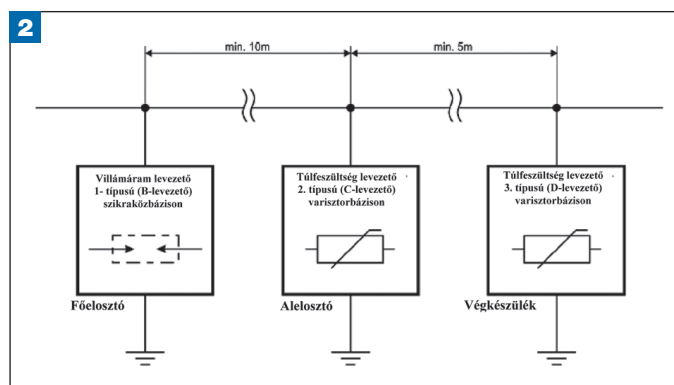 2
min. 10m
min. 5m
Villámáram levezető
1- típusú (B-levezető)
szikraközbázison
Főelosztó
Túlfeszültség levezető
2. típusú (C-levezető)
varisztorbázison
Alelosztó
Túlfeszültség levezető
3. típusú (D-levezető)
varisztorbázison
Végkészülék